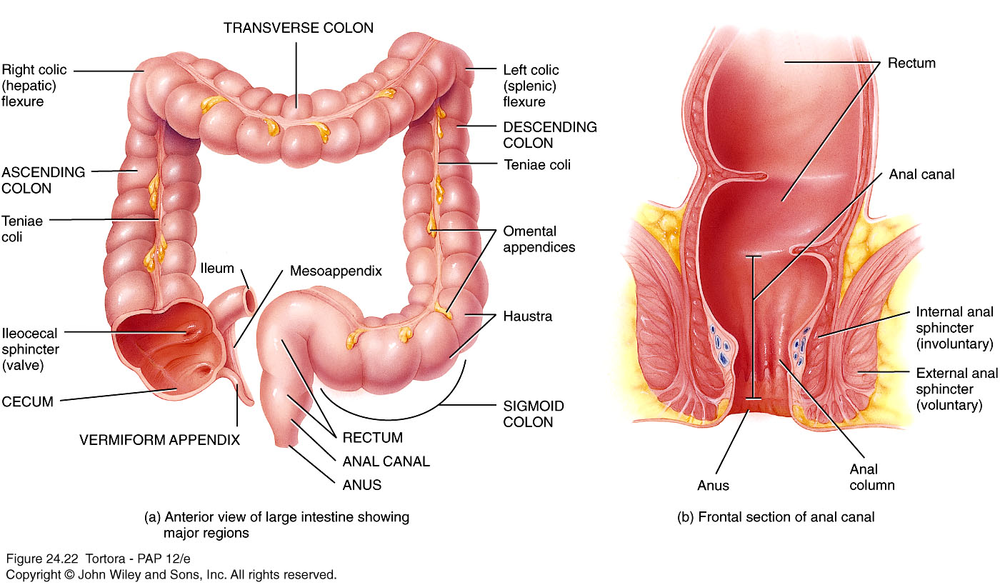 TRANSVERSE COLON
Right colic
(hepatic)
flexure
Left colic
(splenic)
flexure
DESCENDING
COLON
Teniae coli
ASCENDING
COLON
Teniae
coli
Omental
appendices
Ileum
Mesoappendix
Haustra
Ileocecal
sphincter
(valve)
CECUM
VERMIFORM APPENDIX
SIGMOID
COLON
RECTUM
ANAL CANAL
ANUS
(a) Anterior view of large intestine showing
major regions
Rectum
Anal canal
Internal anal
sphincter
(involuntary)
External anal
sphincter
(voluntary)
Anus
Anal
column
(b) Frontal section of anal canal
Figure 24.22 Tortora - PAP 12/e
Copyright © John Wiley and Sons, Inc. All rights reserved.